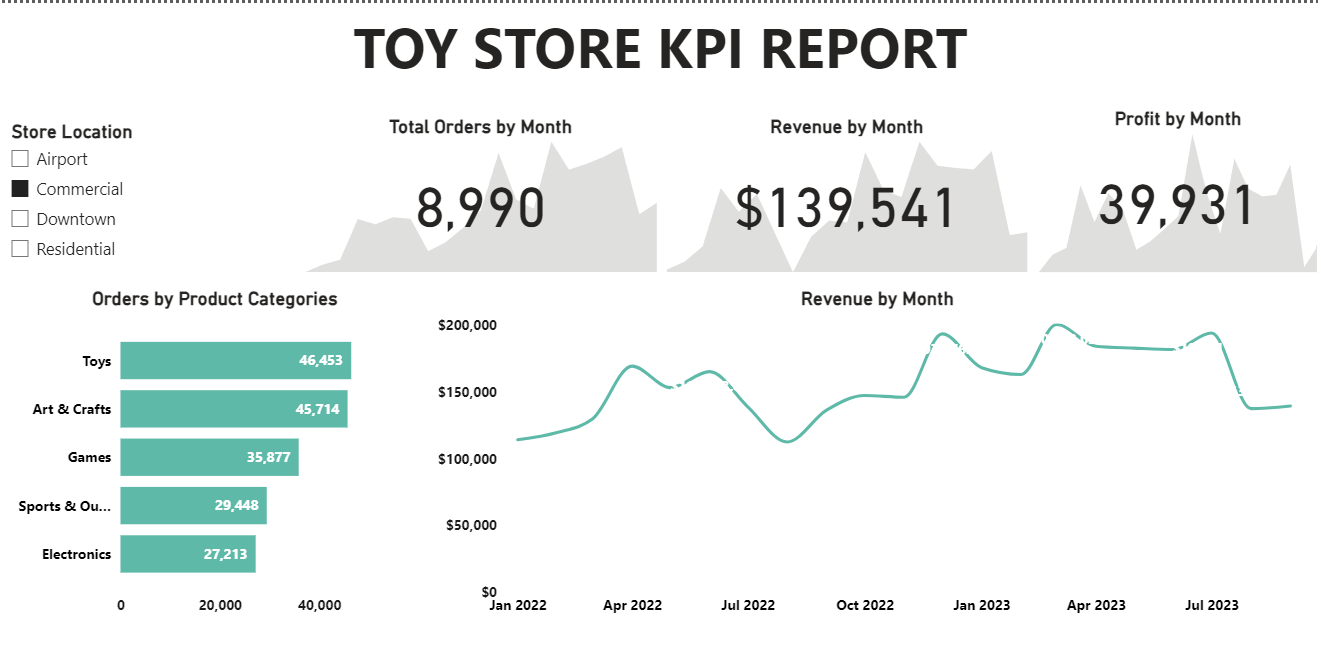 TOY STORE KPI REPORT
Store Location
Airport
Commercial
Downtown
Residential
Total Orders by Month
8,990
Revenue by Month
$139,541
Profit by Month
39,931
Orders by Product Categories
Toys
46,453
Art & Crafts
45,714
Games
35,877
Sports & Ou...
29,448
Electronics
27,213
0
20,000
40,000
Revenue by Month
$200,000
$150,000
$100,000
$50,000
$0
Jan 2022
Apr 2022
Jul 2022
Oct 2022
Jan 2023
Apr 2023
Jul 2023